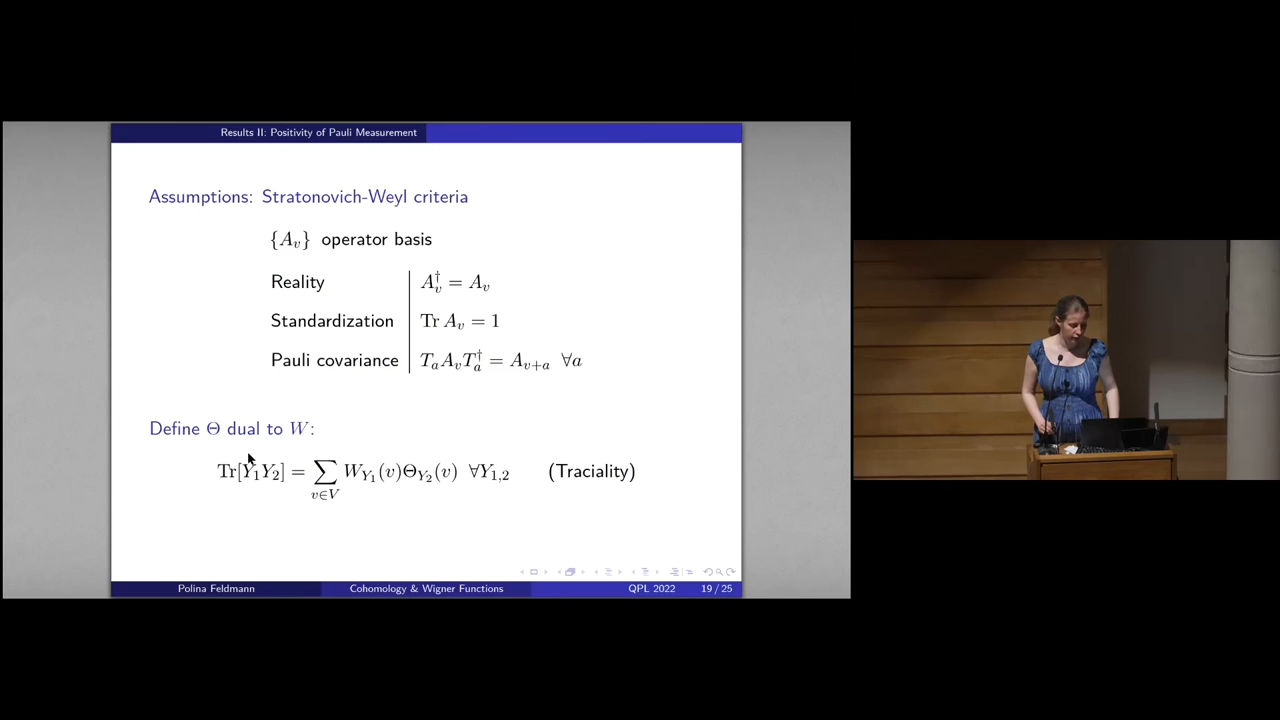 Results II: Positivity of Pauli Measurement
Assumptions: Stratonovich-Weyl criteria
{A_v} operator basis
Reality A_v^† = A_v
Standardization Tr A_v = 1
Pauli covariance T_a A_v T_a^† = A_{v+a} ∀a
Define Θ dual to W:
Tr[Y_1 Y_2] = ∑_{v∈V} W_{Y_1}(v)Θ_{Y_2}(v) ∀Y_{1,2} (Traciality)
Polina Feldmann Cohomology & Wigner Functions QPL 2022 19 / 25